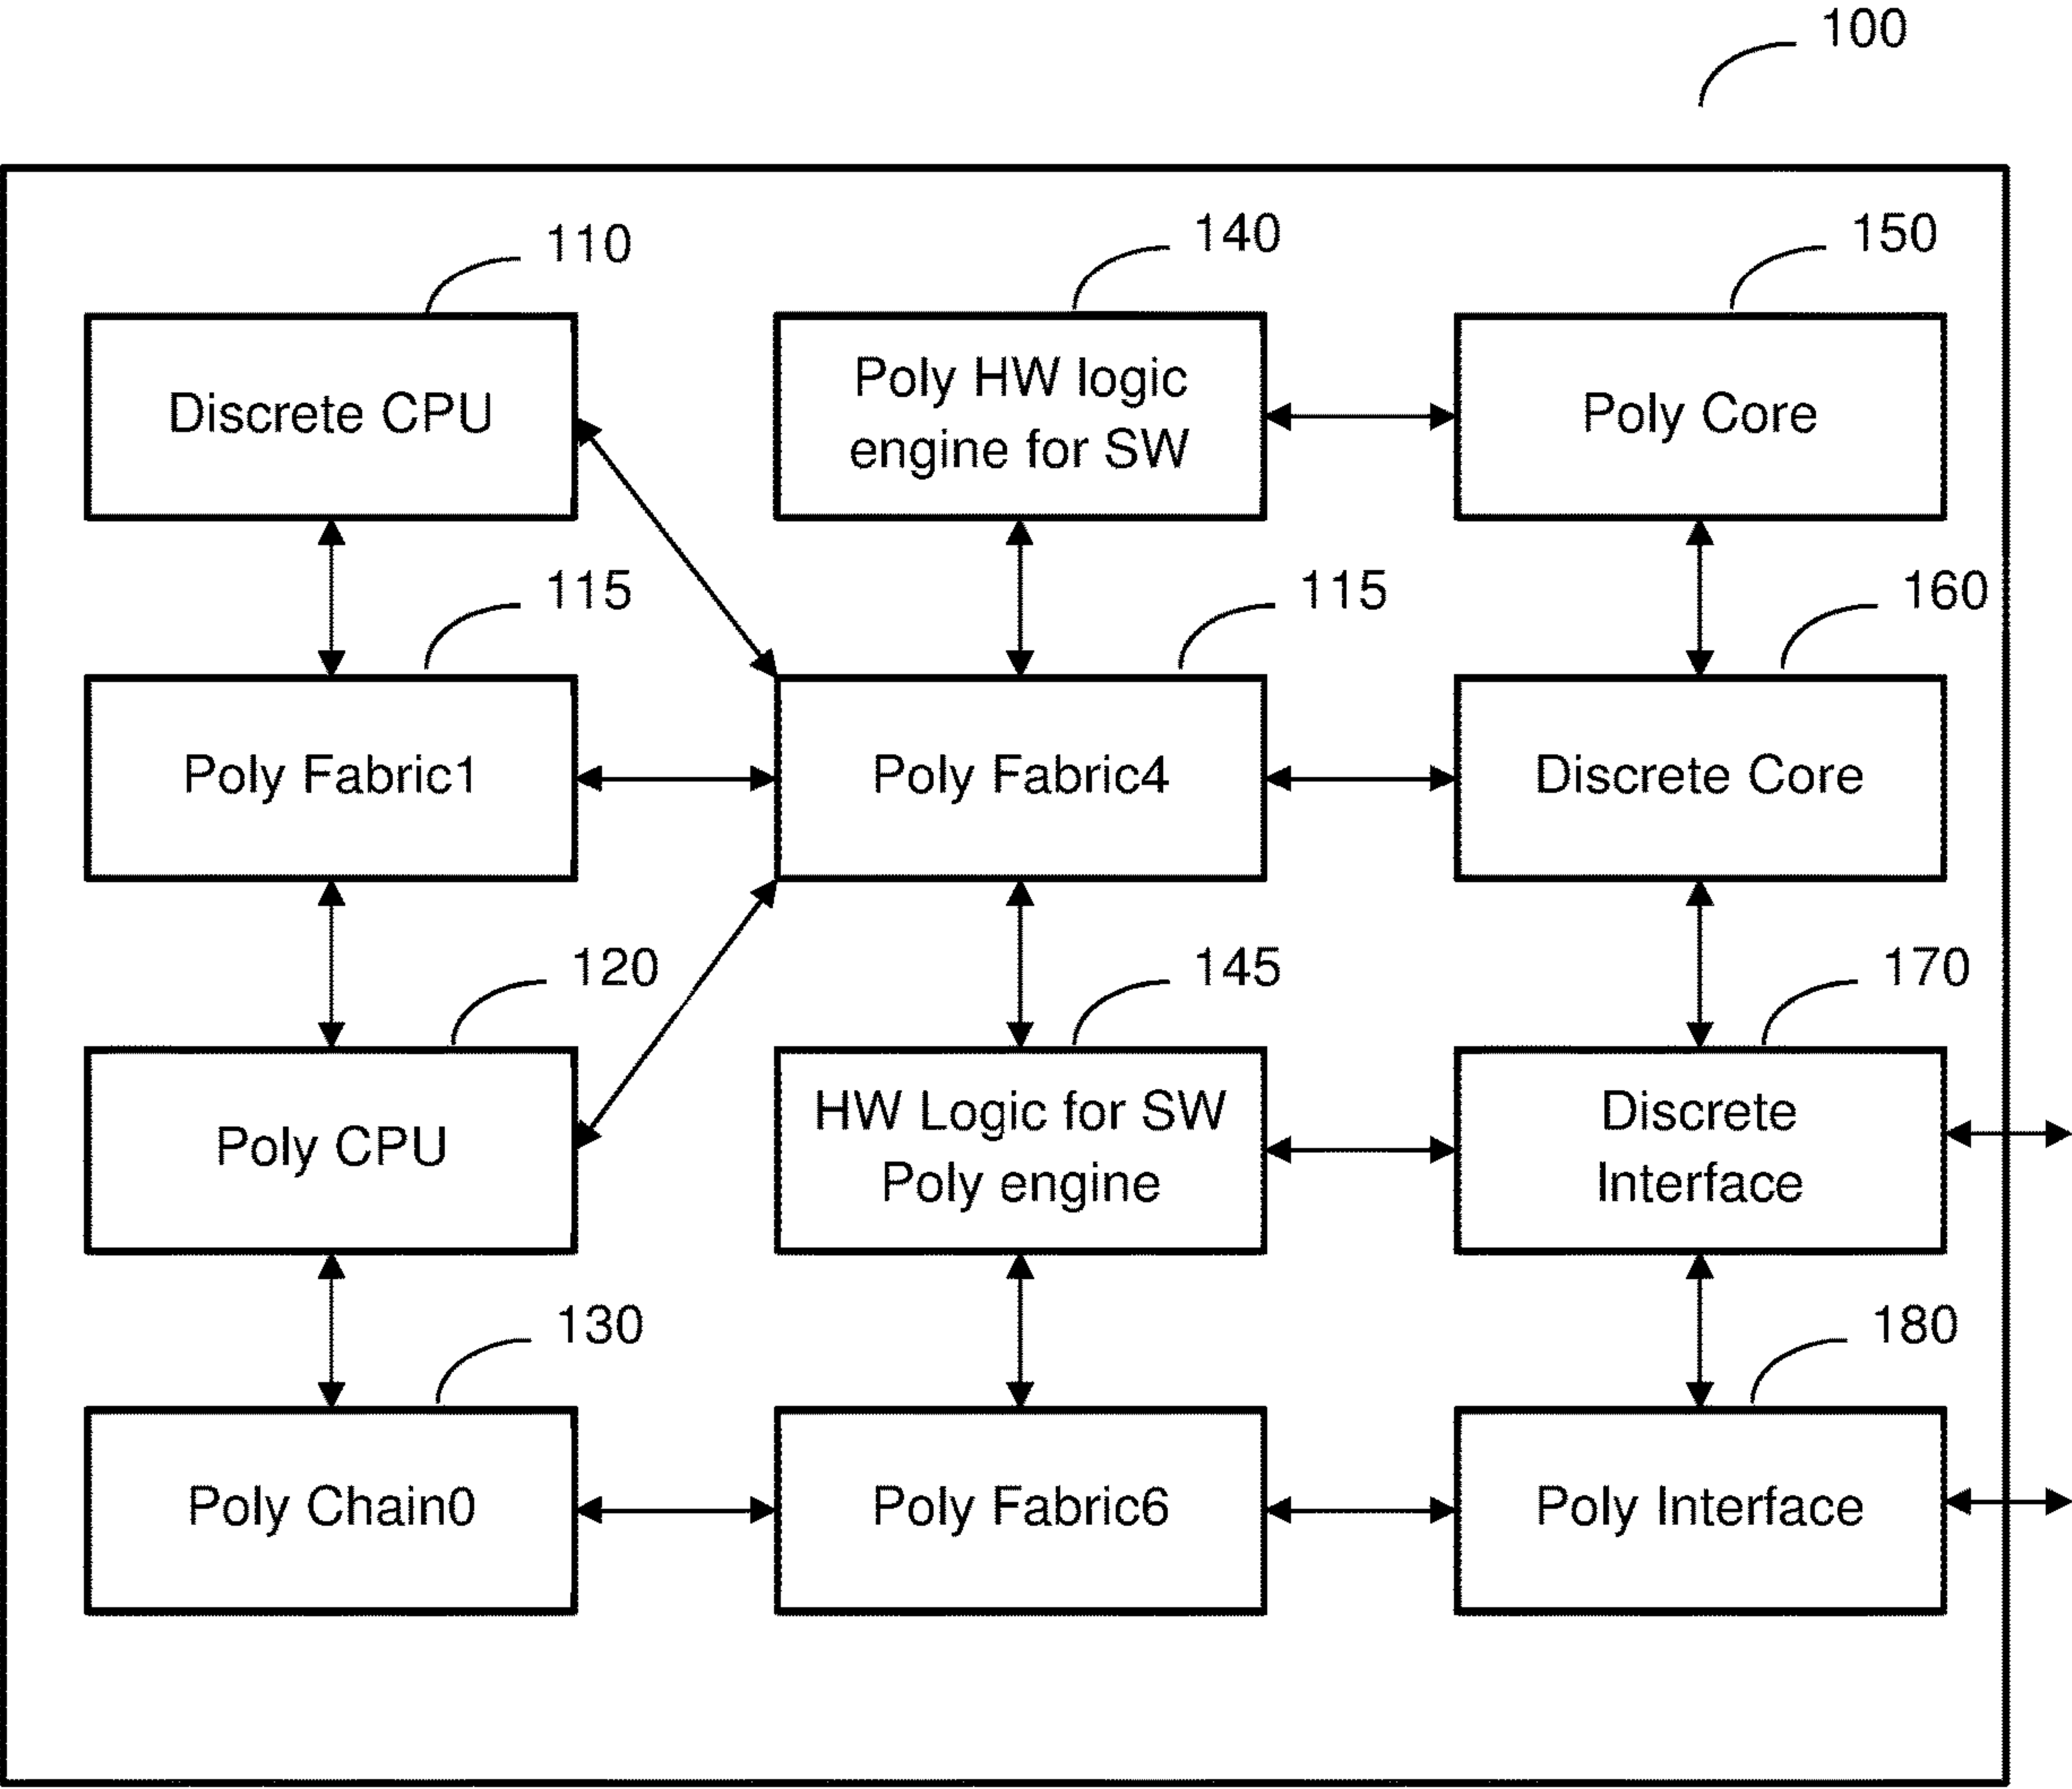 100
110
140
150
Discrete CPU
Poly HW logic
engine for SW
Poly Core
115
115
160
Poly Fabric1
Poly Fabric4
Discrete Core
120
145
170
Poly CPU
HW Logic for SW
Poly engine
Discrete
Interface
130
180
Poly Chain0
Poly Fabric6
Poly Interface